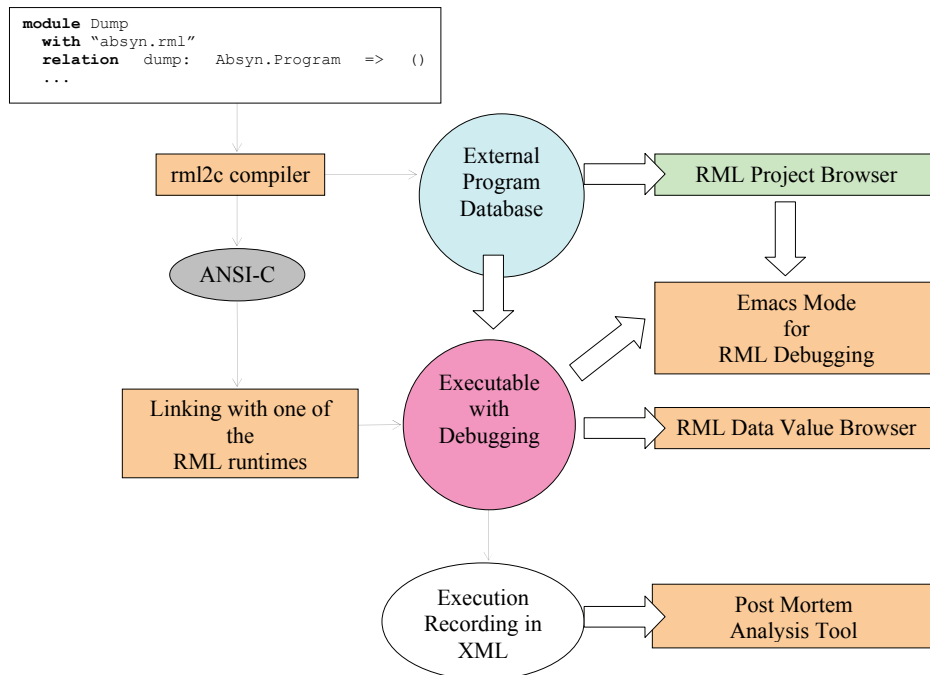 module Dump
with “absyn.rml”
relation dump: Absyn.Program => ()
...
rml2c compiler
External
Program
Database
RML Project Browser
ANSI-C
Emacs Mode
for
RML Debugging
Linking with one of
the
RML runtimes
Executable
with
Debugging
RML Data Value Browser
Execution
Recording in
XML
Post Mortem
Analysis Tool